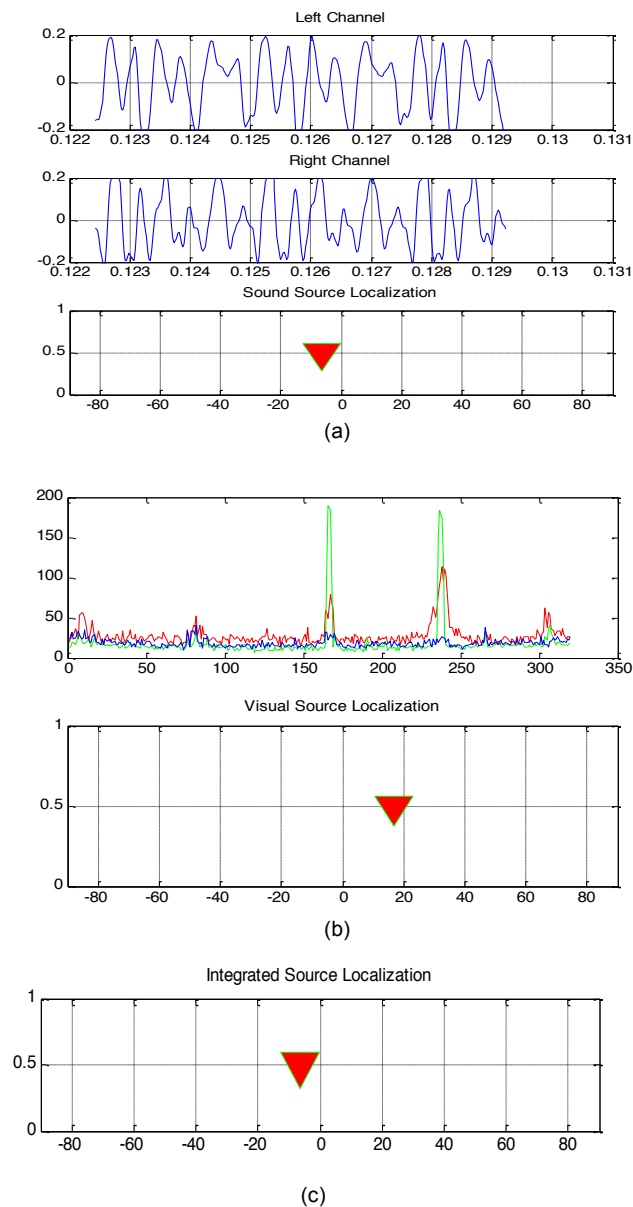 Left Channel
0.2
0
-0.2
0.122 0.123 0.124 0.125 0.126 0.127 0.128 0.129 0.13 0.131
Right Channel
0.2
0
-0.2
0.122 0.123 0.124 0.125 0.126 0.127 0.128 0.129 0.13 0.131
Sound Source Localization
1
0.5
0
-80 -60 -40 -20 0 20 40 60 80
(a)
200
150
100
50
0
0 50 100 150 200 250 300 350
Visual Source Localization
1
0.5
0
-80 -60 -40 -20 0 20 40 60 80
(b)
Integrated Source Localization
1
0.5
0
-80 -60 -40 -20 0 20 40 60 80
(c)